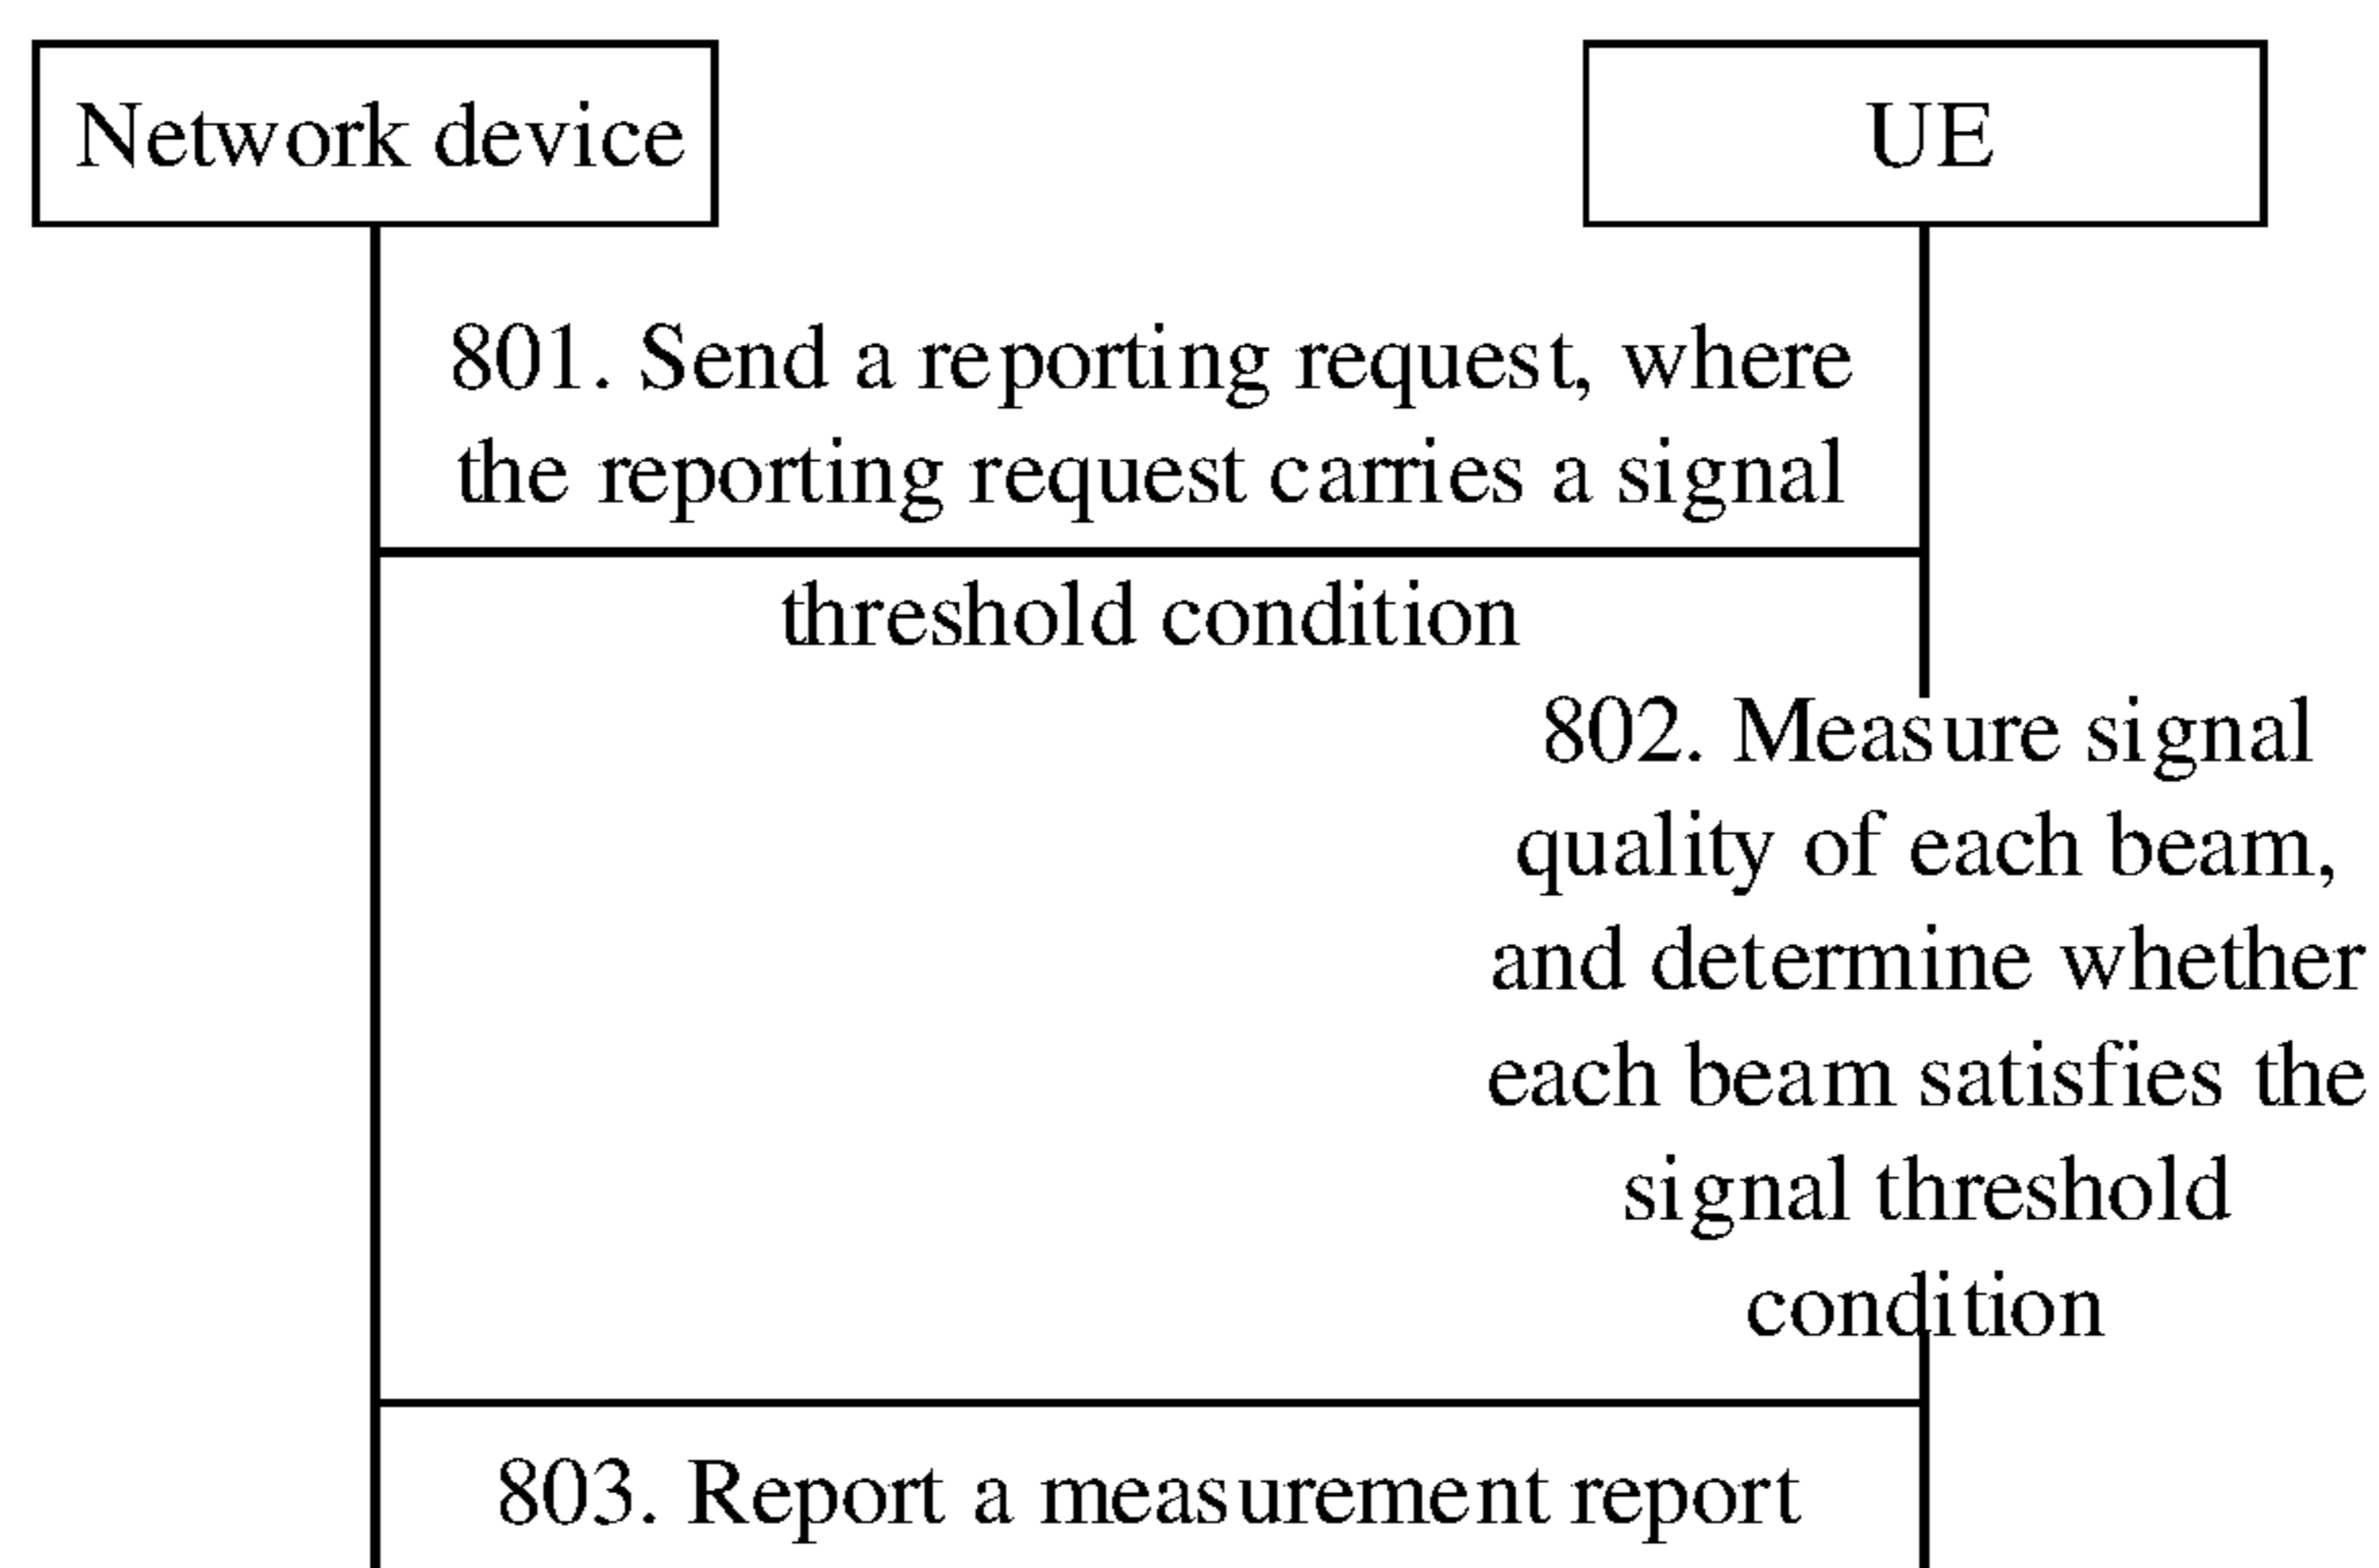 Network device
UE
801. Send a reporting request, where
the reporting request carries a signal
threshold condition
802. Measure signal
quality of each beam,
and determine whether
each beam satisfies the
signal threshold
condition
803. Report a measurement report